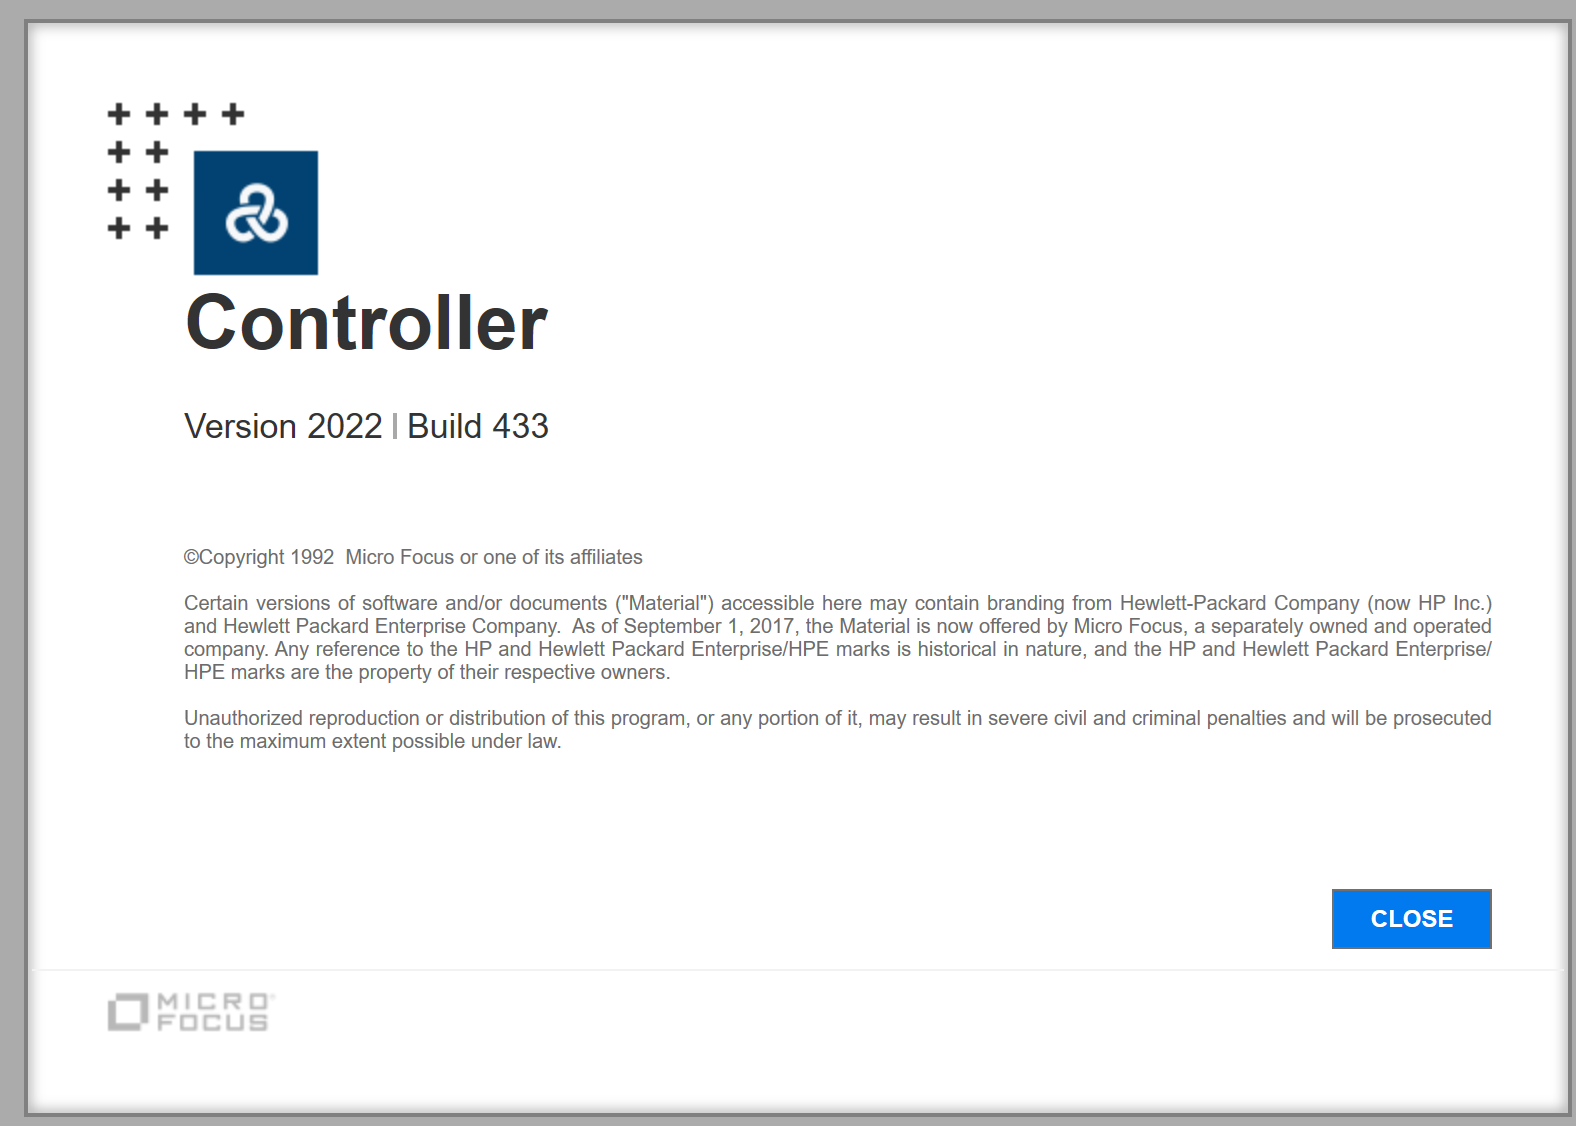 Controller
Version 2022 | Build 433
©Copyright 1992  Micro Focus or one of its affiliates
Certain versions of software and/or documents ("Material") accessible here may contain branding from Hewlett-Packard Company (now HP Inc.)
and Hewlett Packard Enterprise Company.  As of September 1, 2017, the Material is now offered by Micro Focus, a separately owned and operated
company. Any reference to the HP and Hewlett Packard Enterprise/HPE marks is historical in nature, and the HP and Hewlett Packard Enterprise/
HPE marks are the property of their respective owners.
Unauthorized reproduction or distribution of this program, or any portion of it, may result in severe civil and criminal penalties and will be prosecuted
to the maximum extent possible under law.
CLOSE
MICRO
FOCUS